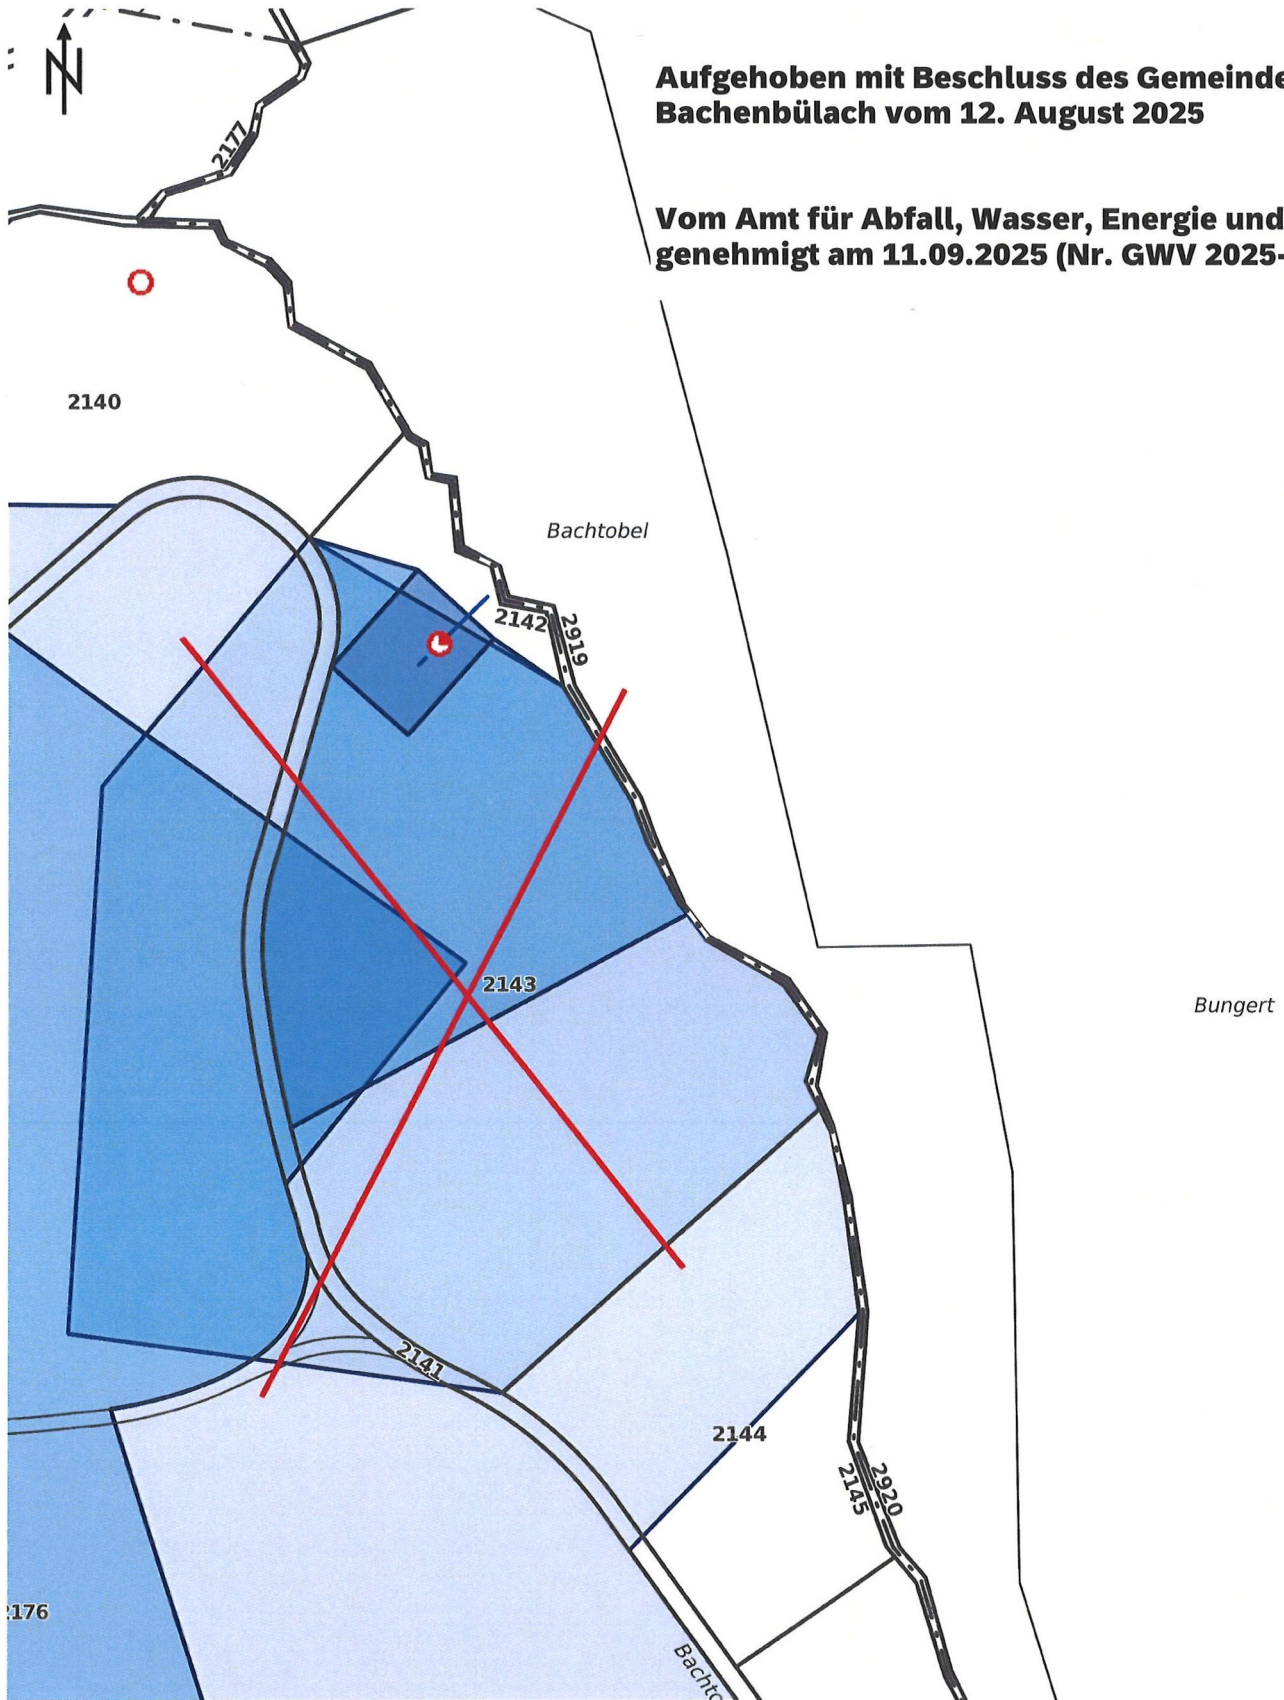 N
Aufgehoben mit Beschluss des Gemeinde
Bachenbülach vom 12. August 2025
2177
Vom Amt für Abfall, Wasser, Energie und
genehmigt am 11.09.2025 (Nr. GWV 2025-
2140
Bachtobel
2142
2919
2143
Bungert
2141
2144
2920
2145
2176
Bachto